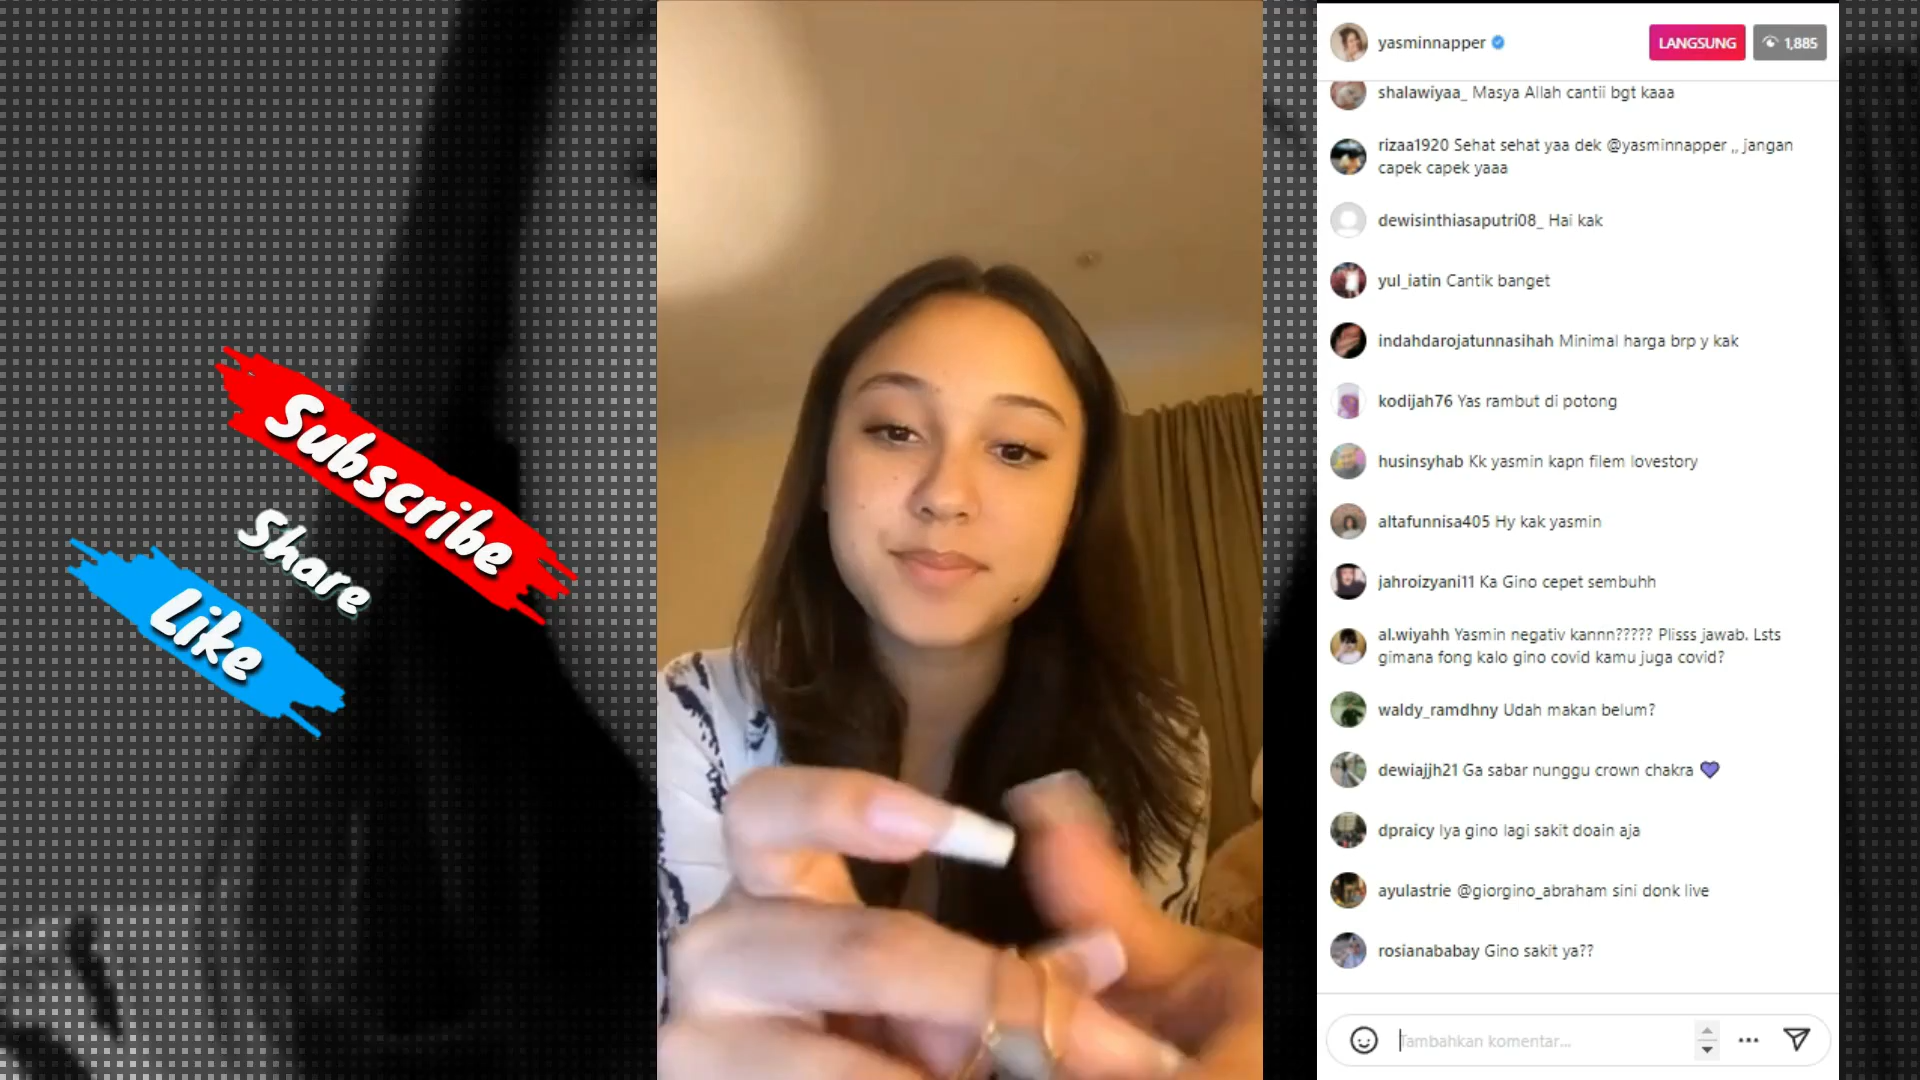 Subscribe
Share
Like
yasminnapper
LANGSUNG
1,885
shalawiyaa_ Masya Allah cantii bgt kaaa
rizaa1920 Sehat sehat yaa dek @yasminnapper ,, jangan
capek capek yaaa
dewisinthiasaputri08_ Hai kak
yul_iatin Cantik banget
indahdarojatunnasihah Minimal harga brp y kak
kodijah76 Yas rambut di potong
husinsyhab Kk yasmin kapn filem lovestory
altafunnisa405 Hy kak yasmin
jahroizyani11 Ka Gino cepet sembuhh
al.wiyahh Yasmin negativ kannn????? Plisss jawab. Lsts
gimana fong kalo gino covid kamu juga covid?
waldy_ramdhny Udah makan belum?
dewiajjh21 Ga sabar nunggu crown chakra 💜
dpraicy Iya gino lagi sakit doain aja
ayulastrie @giorgino_abraham sini donk live
rosianababay Gino sakit ya??
Tambahkan komentar...